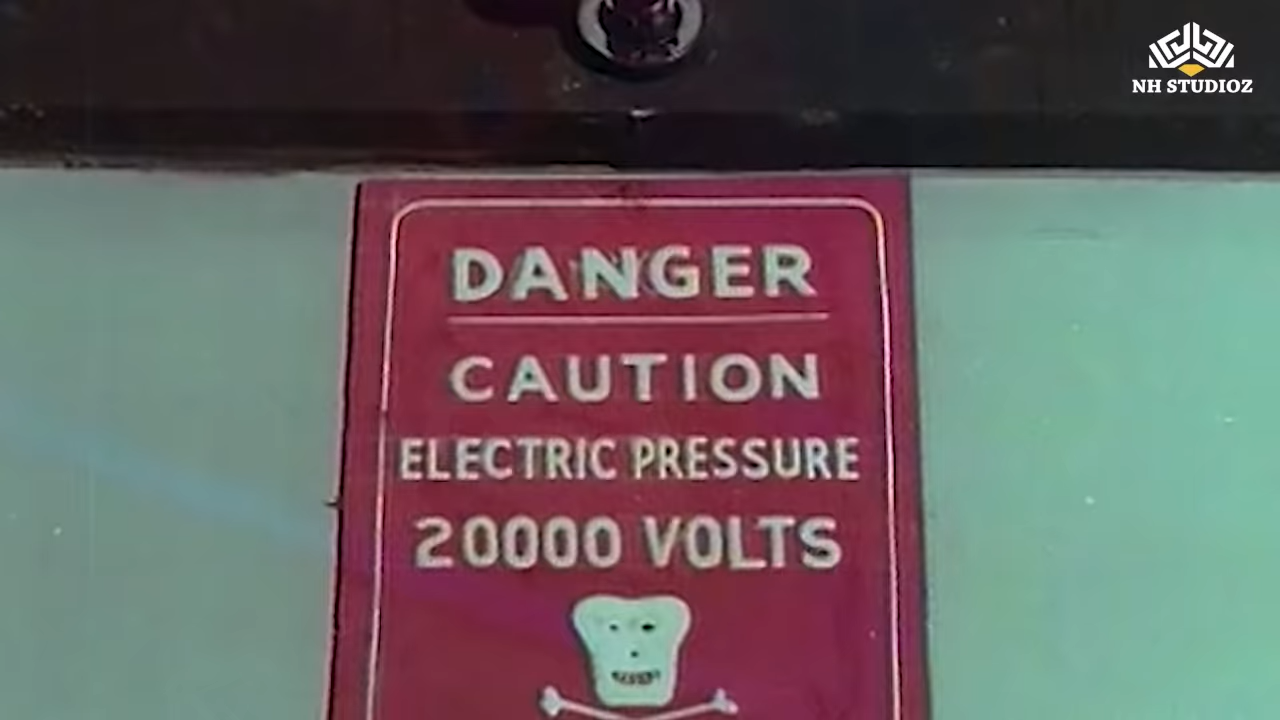 NH STUDIOZ
DANGER
CAUTION
ELECTRIC PRESSURE
20000 VOLTS